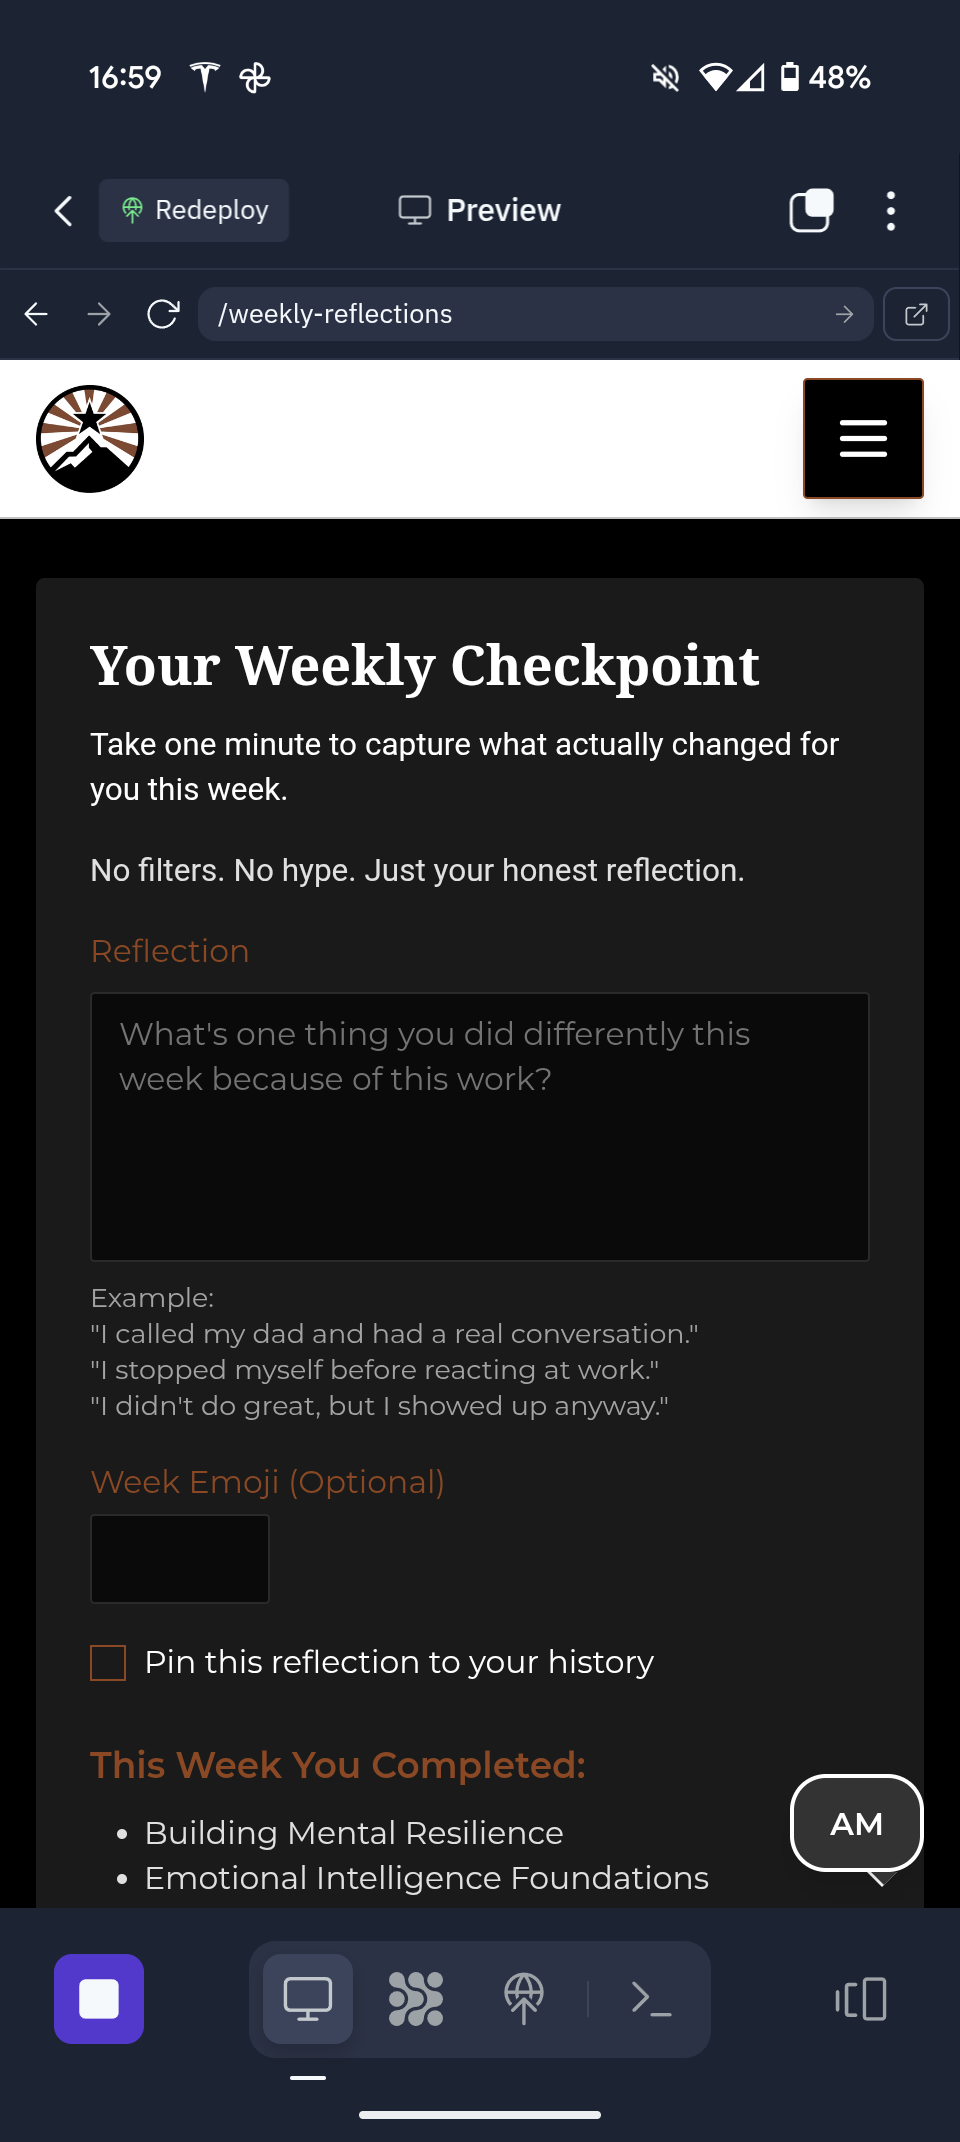 16:59
48%
Redeploy
Preview
/weekly-reflections
Your Weekly Checkpoint
Take one minute to capture what actually changed for
you this week.
No filters. No hype. Just your honest reflection.
Reflection
What's one thing you did differently this
week because of this work?
Example:
"I called my dad and had a real conversation."
"I stopped myself before reacting at work."
"I didn't do great, but I showed up anyway."
Week Emoji (Optional)
Pin this reflection to your history
This Week You Completed:
Building Mental Resilience
AM
Emotional Intelligence Foundations